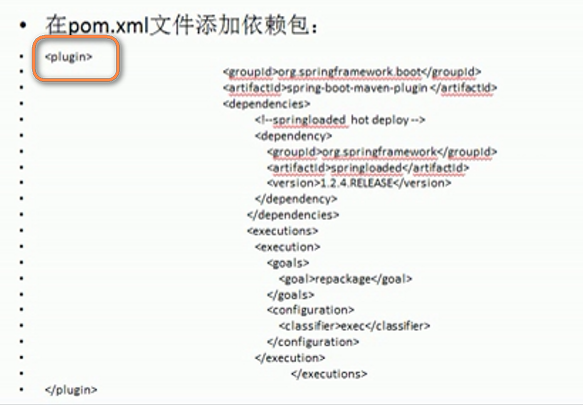 • 在pom.xml文件添加依赖包：
• <plugin>
• <groupId>org.springframework.boot</groupId>
• <artifactId>spring-boot-maven-plugin </artifactId>
• <dependencies>
• <!--springloaded  hot deploy -->
• <dependency>
• <groupId>org.springframework</groupId>
• <artifactId>springloaded</artifactId>
• <version>1.2.4.RELEASE</version>
• </dependency>
• </dependencies>
• <executions>
• <execution>
• <goals>
• <goal>repackage</goal>
• </goals>
• <configuration>
• <classifier>exec</classifier>
• </configuration>
• </execution>
• </executions>
• </plugin>